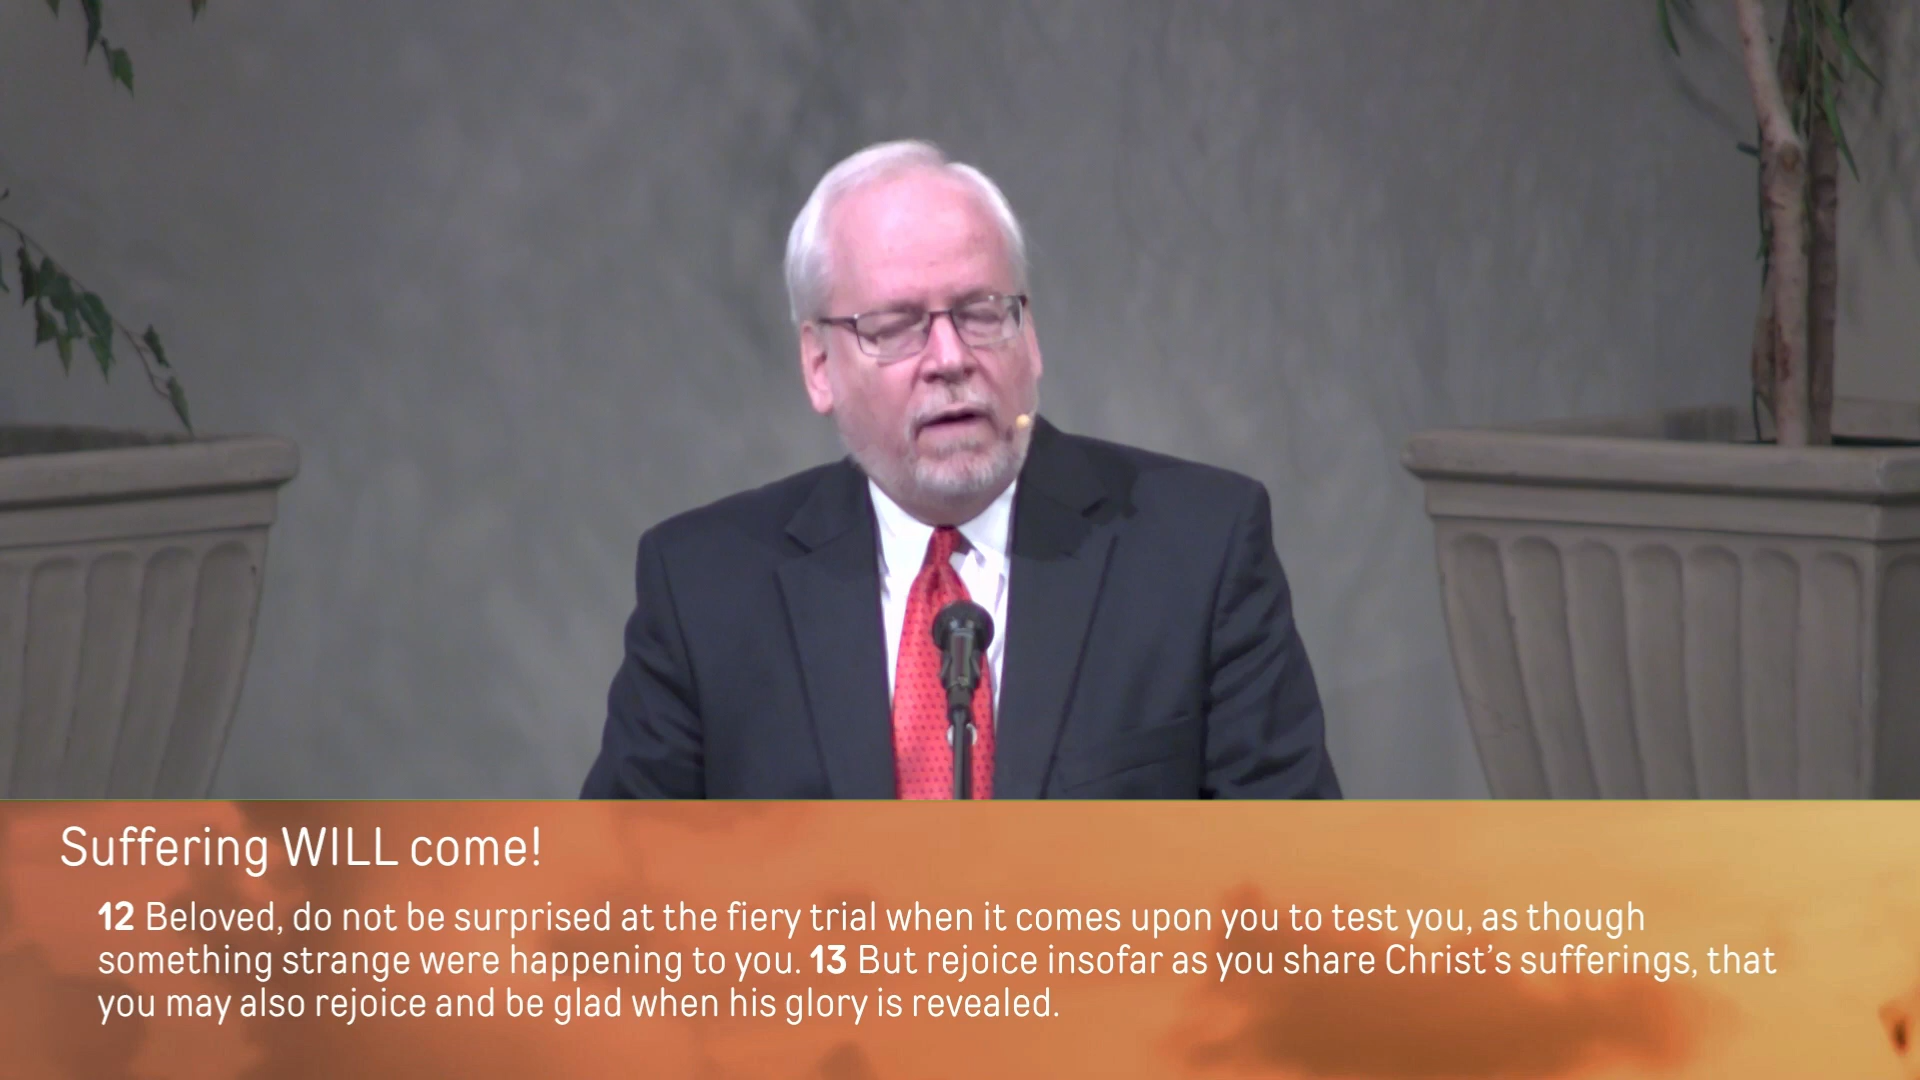 Suffering WILL come!
12 Beloved, do not be surprised at the fiery trial when it comes upon you to test you, as though
something strange were happening to you. 13 But rejoice insofar as you share Christ’s sufferings, that
you may also rejoice and be glad when his glory is revealed.